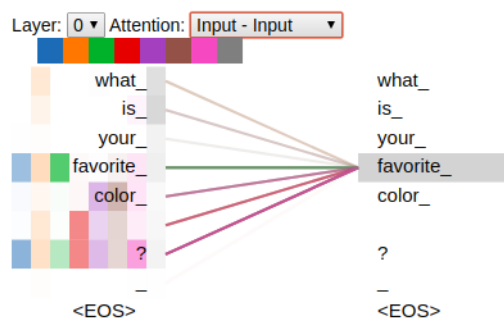 Layer: 0 Attention: Input - Input
what_ what_
is_ is_
your_ your_
favorite_ favorite_
color_ color_
? ?
_ _
<EOS> <EOS>